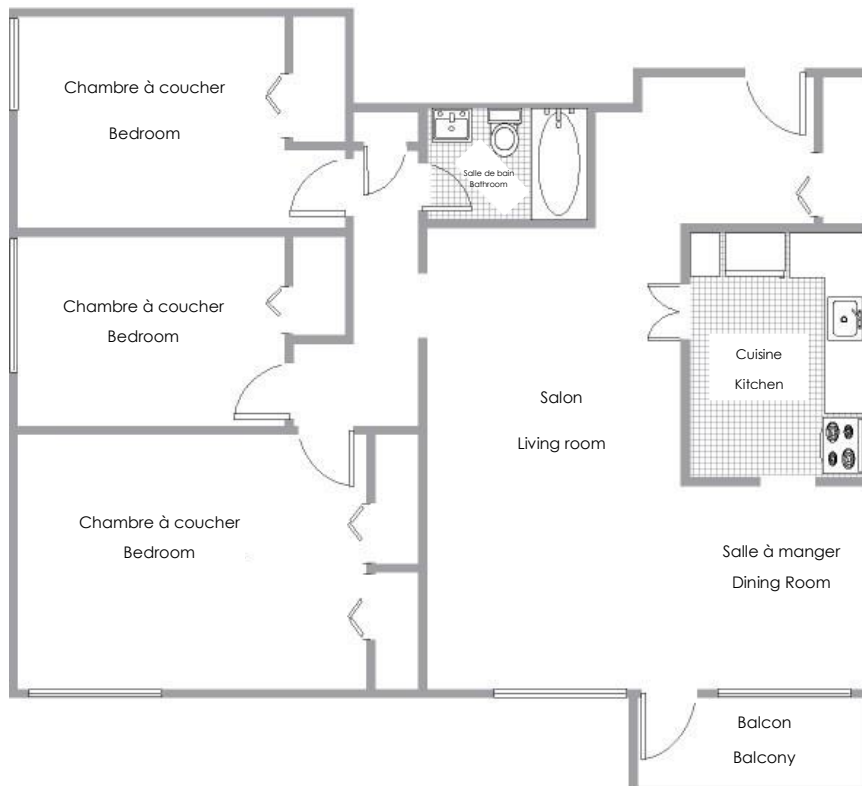 Chambre à coucher
Bedroom
Salle de bain
Bathroom
Chambre à coucher
Bedroom
Cuisine
Kitchen
Salon
Living room
Chambre à coucher
Bedroom
Salle à manger
Dining Room
Balcon
Balcony